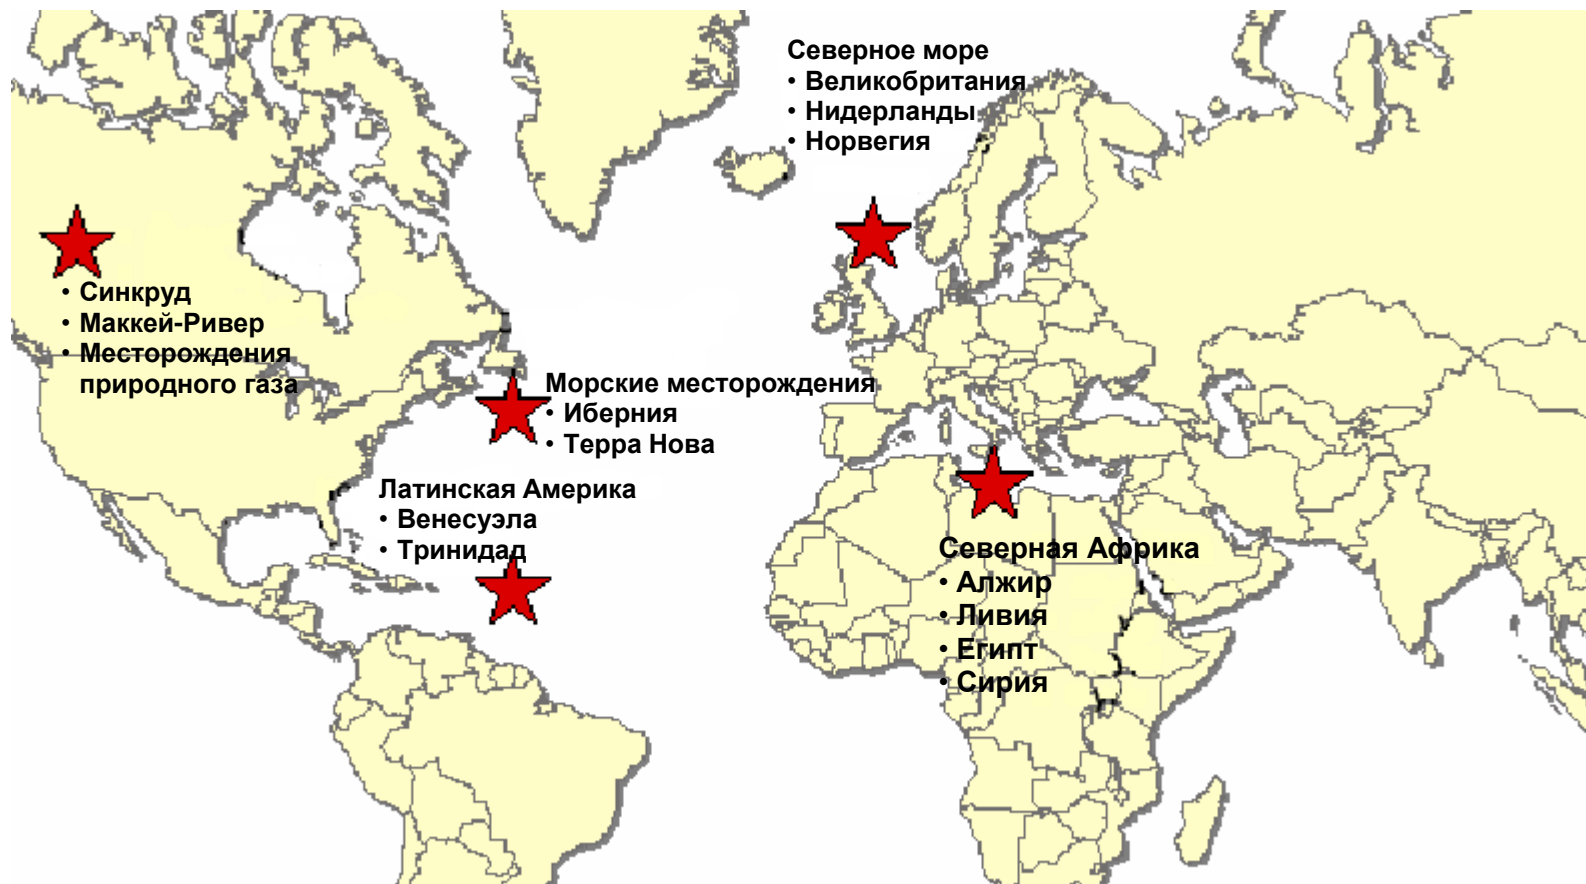 Северное море
• Великобритания
• Нидерланды
• Норвегия
• Синкруд
• Маккей-Ривер
• Месторождения
природного газа
Морские месторождения
• Иберния
• Терра Нова
Латинская Америка
• Венесуэла
• Тринидад
Северная Африка
• Алжир
• Ливия
• Египт
• Сирия